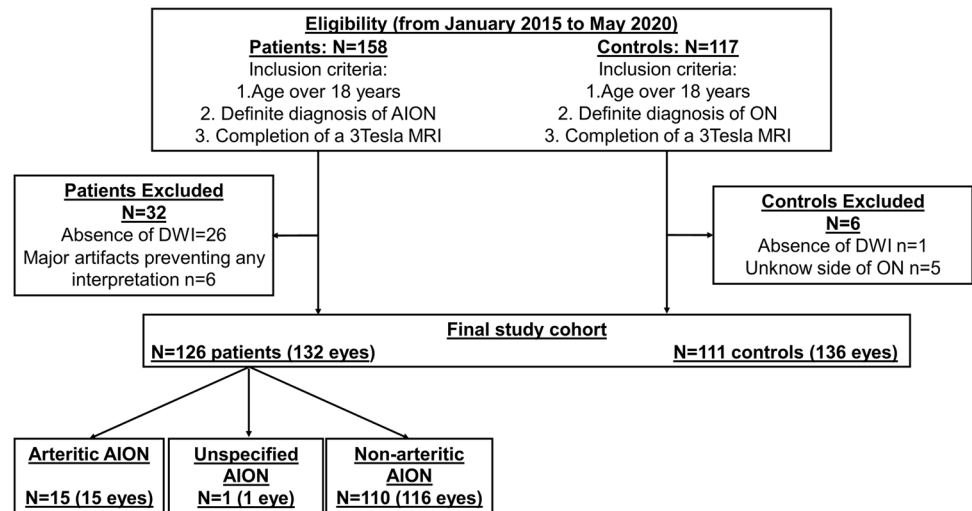 Eligibility (from January 2015 to May 2020)
Patients: N=158
Inclusion criteria:
1.Age over 18 years
2. Definite diagnosis of AION
3. Completion of a 3Tesla MRI
Controls: N=117
Inclusion criteria:
1.Age over 18 years
2. Definite diagnosis of ON
3. Completion of a 3Tesla MRI
Patients Excluded
N=32
Absence of DWI=26
Major artifacts preventing any
interpretation n=6
Controls Excluded
N=6
Absence of DWI n=1
Unknow side of ON n=5
Final study cohort
N=126 patients (132 eyes)
N=111 controls (136 eyes)
Arteritic AION
N=15 (15 eyes)
Unspecified
AION
N=1 (1 eye)
Non-arteritic
AION
N=110 (116 eyes)